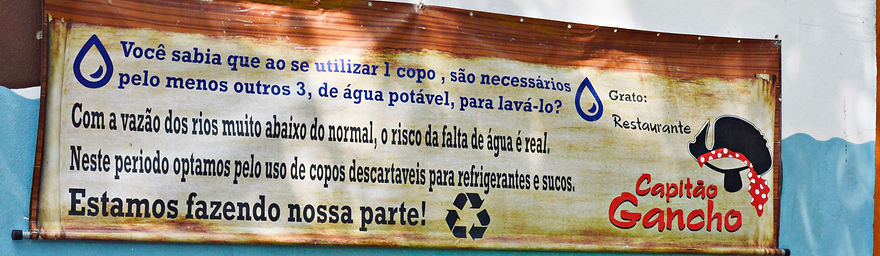 Você sabia que ao se utilizar 1 copo , são necessários
pelo menos outros 3, de água potável, para lavá-lo?
Com a vazão dos rios muito abaixo do normal, o risco da falta de água é real.
Neste periodo optamos pelo uso de copos descartaveis para refrigerantes e sucos.
Estamos fazendo nossa parte!
Grato:
Restaurante
Capitão
Gancho